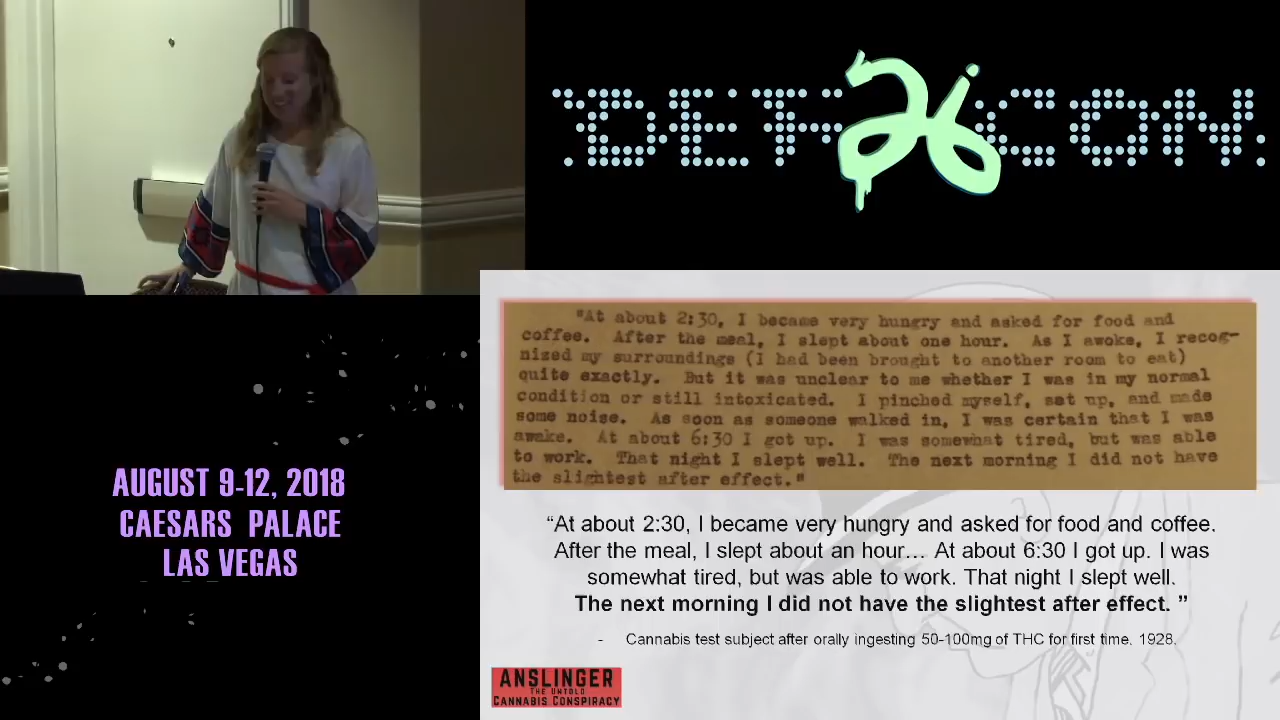 DEF 26 CON
"At about 2:30, I became very hungry and asked for food and
coffee. After the meal, I slept about one hour. As I awoke, I recog-
nized my surroundings (I had been brought to another room to eat)
quite exactly. But it was unclear to me whether I was in my normal
condition or still intoxicated. I pinched myself, sat up, and made
some noise. As soon as someone walked in, I was certain that I was
awake. At about 6:30 I got up. I was somewhat tired, but was able
to work. That night I slept well. The next morning I did not have
the slightest after effect."
“At about 2:30, I became very hungry and asked for food and coffee.
After the meal, I slept about an hour… At about 6:30 I got up. I was
somewhat tired, but was able to work. That night I slept well.
The next morning I did not have the slightest after effect. ”
- Cannabis test subject after orally ingesting 50-100mg of THC for first time, 1928.
ANSLINGER
THE UNTOLD
CANNABIS CONSPIRACY
AUGUST 9-12, 2018
CAESARS PALACE
LAS VEGAS